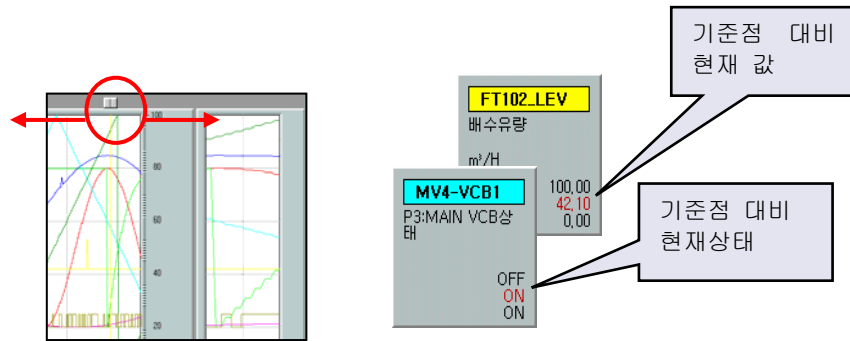 100
80
60
40
20
FT102_LEV
배수유량
m³/H
100,00
42,10
0,00
MV4-VCB1
P3:MAIN VCB상
태
OFF
ON
ON
기준점 대비
현재 값
기준점 대비
현재상태